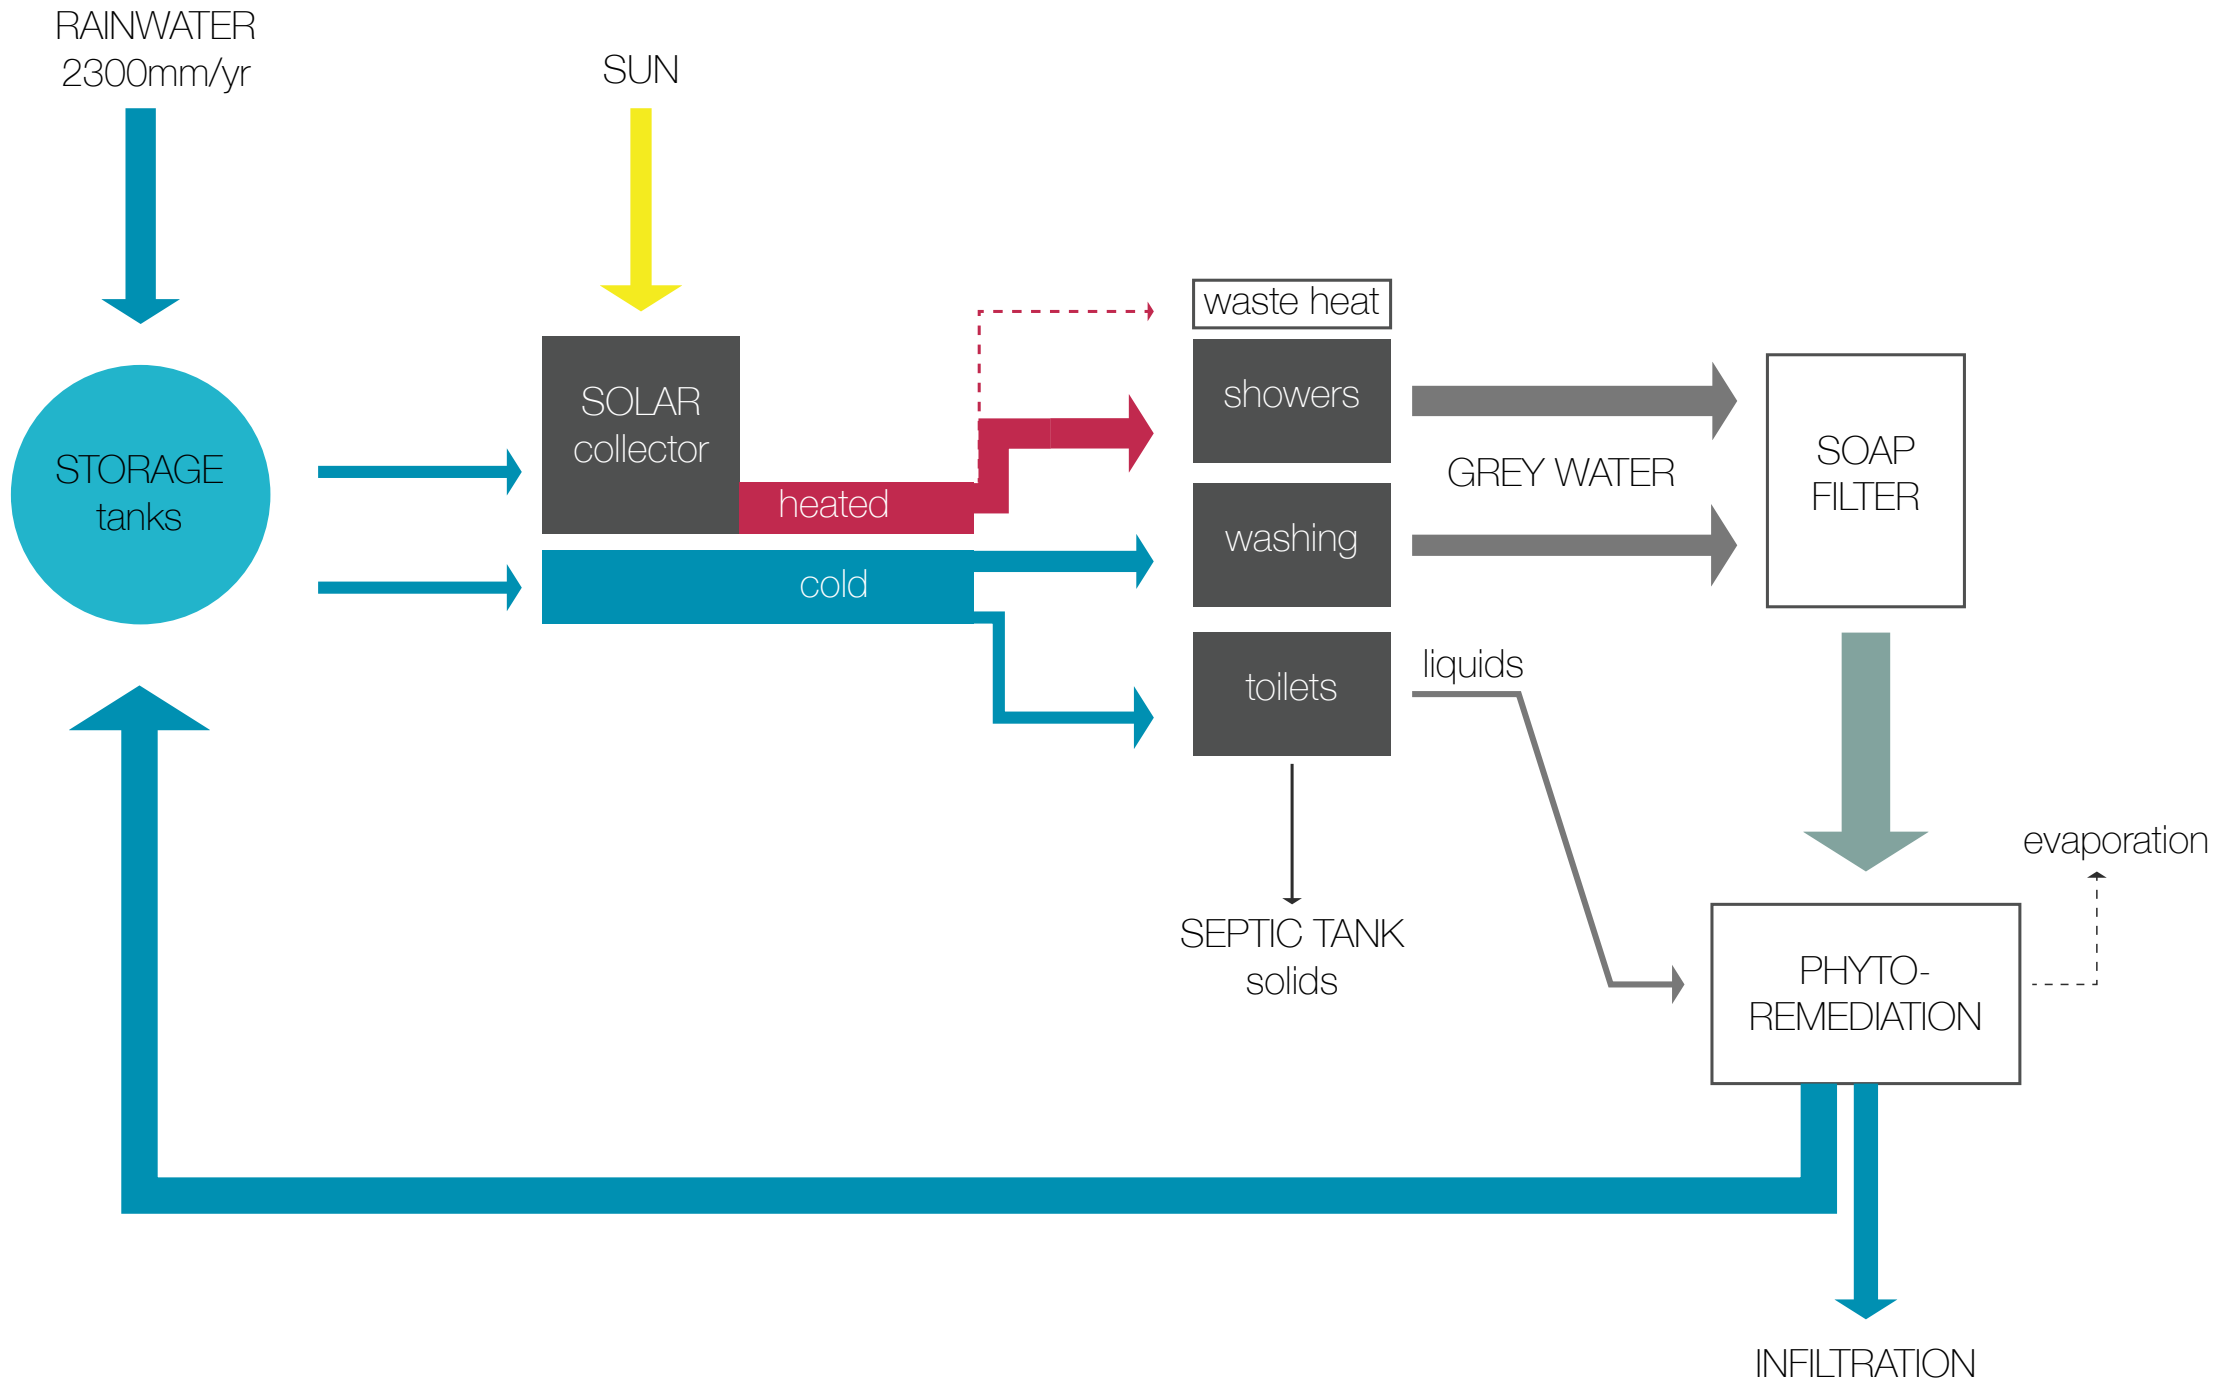 RAINWATER
2300mm/yr
SUN
waste heat
SOLAR
collector
showers
STORAGE
tanks
heated
GREY WATER
SOAP
FILTER
washing
cold
liquids
toilets
evaporation
SEPTIC TANK
solids
PHYTO-
REMEDIATION
INFILTRATION